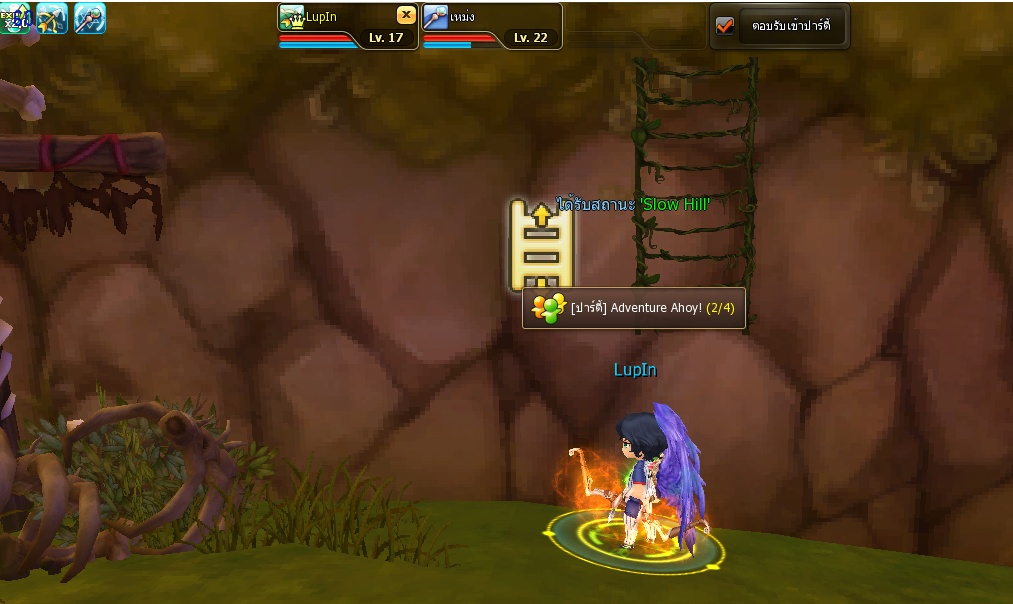 EXP
x20
LupIn
Lv. 17
เหม่ง
Lv. 22
ตอบรับเข้าปาร์ตี้
ได้รับสถานะ 'Slow Hill'
[ปาร์ตี้] Adventure Ahoy! (2/4)
LupIn